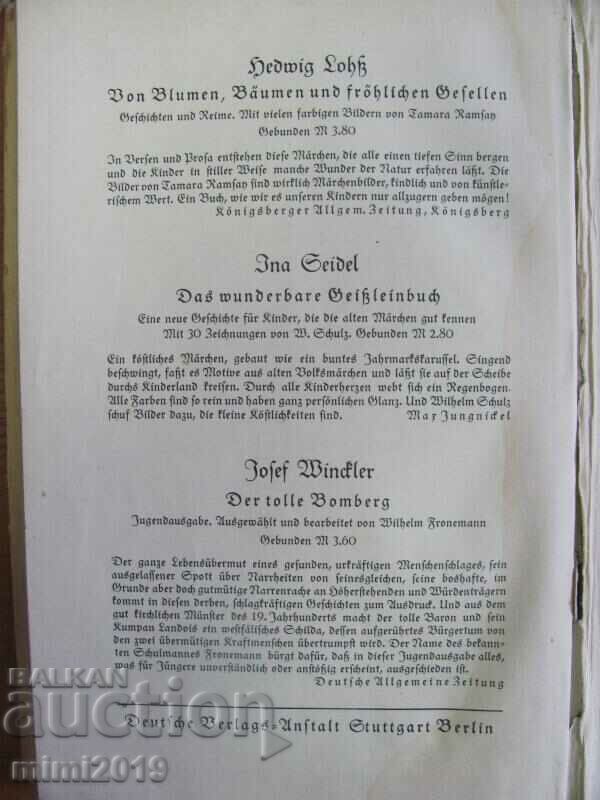 Hedwig Lohß
Von Blumen, Bäumen und fröhlichen Gesellen
Geschichten und Reime. Mit vielen farbigen Bildern von Tamara Ramsay
Gebunden M 3.80
In Versen und Prosa entstehen diese Märchen, die alle einen tiefen Sinn bergen
und die Kinder in stiller Weise manche Wunder der Natur erfahren läßt. Die
Bilder von Tamara Ramsay sind wirklich Märchenbilder, kindlich und von künstle-
rischem Wert. Ein Buch, wie wir es unseren Kindern nur allzugern geben mögen!
Königsberger Allgem. Zeitung, Königsberg
Ina Seidel
Das wunderbare Geißleinbuch
Eine neue Geschichte für Kinder, die die alten Märchen gut kennen
Mit 30 Zeichnungen von W. Schulz. Gebunden M 2.80
Ein köstliches Märchen, gebaut wie ein buntes Jahrmarktskarussel. Singend
beschwingt, faßt es Motive aus alten Volksmärchen und läßt sie auf der Scheibe
durchs Kinderland kreisen. Durch alle Kinderherzen webt sich ein Regenbogen.
Alle Farben sind so rein und haben ganz persönlichen Glanz. Und Wilhelm Schulz
schuf Bilder dazu, die kleine Köstlichkeiten sind. Max Jungnickel
Josef Winckler
Der tolle Bomberg
Jugendausgabe. Ausgewählt und bearbeitet von Wilhelm Fronemann
Gebunden M 3.60
Der ganze Lebensübermut eines gesunden, urkräftigen Menschenschlages, sein
ausgelassener Spott über Narrheiten von seinesgleichen, seine boshafte, im
Grunde aber doch gutmütige Narrenrache an Höherstehenden und Würdenträgern
kommt in diesen derben, schlagkräftigen Geschichten zum Ausdruck. Und aus dem
gut kirchlichen Münster des 19. Jahrhunderts macht der tolle Baron und sein
Kumpan Landois ein westfälisches Schilda, dessen aufgerührtes Bürgertum von
den zwei übermütigen Kraftmenschen übertrumpft wird. Der Name des bekann-
ten Schulmannes Fronemann bürgt dafür, daß in dieser Jugendausgabe alles,
was für Jüngere unverständlich oder anstößig erscheint, ausgeschieden ist.
Deutsche Allgemeine Zeitung
Deutsche Verlags-Anstalt Stuttgart Berlin
BALKAN
auction
mimi2019